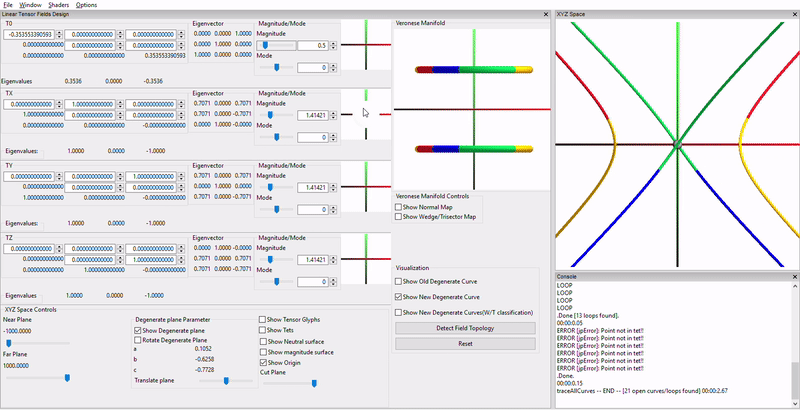 File Window Shaders Options
Linear Tensor Fields Design
T0
-0.353553390593 0.000000000000 0.000000000000
0.000000000000 0.000000000000
0.353553390593
Eigenvector
0.0000 0.0000 1.0000
0.0000 1.0000 0.0000
1.0000 0.0000 0.0000
Magnitude/Mode
Magnitude
0.5
Mode
0
Eigenvalues 0.3536 0.0000 -0.3536
TX
0.000000000000 1.000000000000 0.000000000000
1.000000000000 0.000000000000 0.000000000000
0.000000000000 0.000000000000 -0.000000000000
Eigenvector
0.7071 0.0000 -0.7071
0.7071 0.0000 0.7071
0.0000 1.0000 -0.0000
Magnitude/Mode
Magnitude
1.41421
Mode
0
Eigenvalues: 1.0000 0.0000 -1.0000
TY
0.000000000000 0.000000000000 1.000000000000
0.000000000000 0.000000000000 0.000000000000
1.000000000000 0.000000000000 -0.000000000000
Eigenvector
0.7071 0.0000 -0.7071
0.0000 1.0000 -0.0000
0.7071 0.0000 0.7071
Magnitude/Mode
Magnitude
1.41421
Mode
0
Eigenvalues: 1.0000 0.0000 -1.0000
TZ
0.000000000000 0.000000000000 0.000000000000
0.000000000000 0.000000000000 1.000000000000
0.000000000000 1.000000000000 -0.000000000000
Eigenvector
0.0000 1.0000 -0.0000
0.7071 0.0000 0.7071
0.7071 0.0000 -0.7071
Magnitude/Mode
Magnitude
1.41421
Mode
0
Eigenvalues 1.0000 0.0000 -1.0000
XYZ Space Controls
Near Plane
-1000.0000
Far Plane
1000.0000
Degenerate plane Parameter
Show Degenerate plane
Rotate Degenerate Plane
a 0.1052
b -0.6258
c -0.7728
Translate plane
Show Tensor Glyphs
Show Tets
Show Neutral surface
Show magnitude surface
Show Origin
Cut Plane
Veronese Manifold
Veronese Manifold Controls
Show Normal Map
Show Wedge/Trisector Map
Visualization
Show Old Degenerate Curve
Show New Degenerate Curve
Show New Degenerate Curves(W/T classification)
Detect Field Topology
Reset
XYZ Space
Console
LOOP
LOOP
LOOP
LOOP
.Done [13 loops found].
00:00:0.05
ERROR [jpError]: Point not in tet!!
ERROR [jpError]: Point not in tet!!
ERROR [jpError]: Point not in tet!!
ERROR [jpError]: Point not in tet!!
ERROR [jpError]: Point not in tet!!
ERROR [jpError]: Point not in tet!!
.Done.
00:00:0.15
traceAllCurves -- END -- [21 open curves/loops found] 00:00:2.67